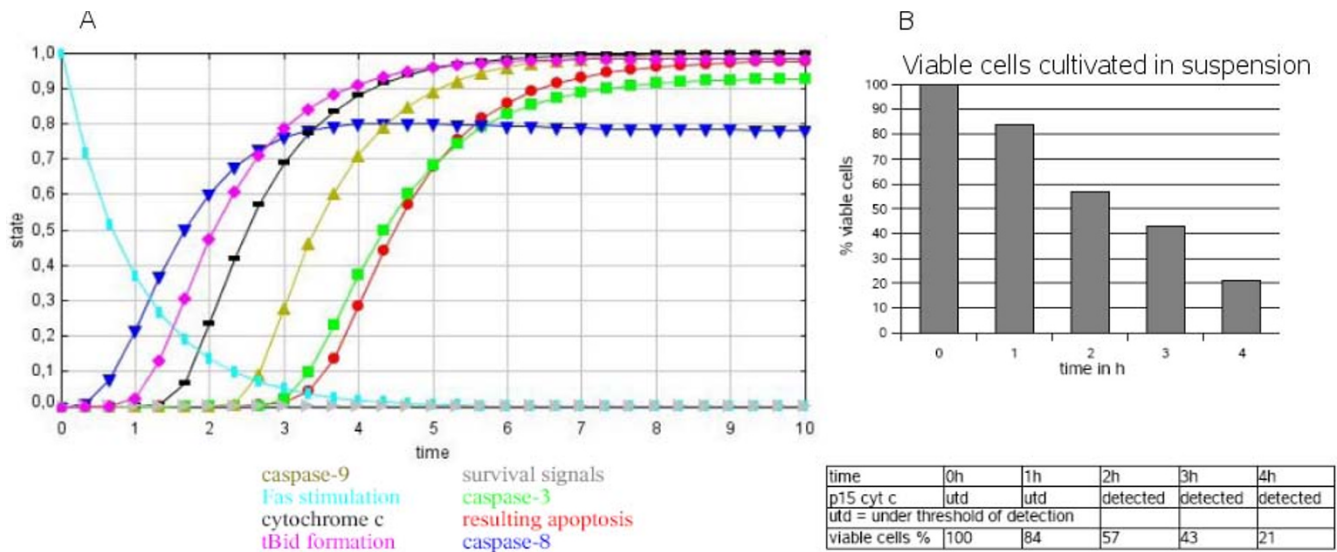 A
1,0
0,9
0,8
0,7
0,6
0,5
0,4
0,3
0,2
0,1
0,0
state
0 1 2 3 4 5 6 7 8 9 10
time
caspase-9
Fas stimulation
cytochrome c
tBid formation
survival signals
caspase-3
resulting apoptosis
caspase-8
B
Viable cells cultivated in suspension
100
90
80
70
60
50
40
30
20
10
0
% viable cells
0 1 2 3 4
time in h
time 0h 1h 2h 3h 4h
p15 cyt c utd utd detected detected detected
utd = under threshold of detection
viable cells % 100 84 57 43 21